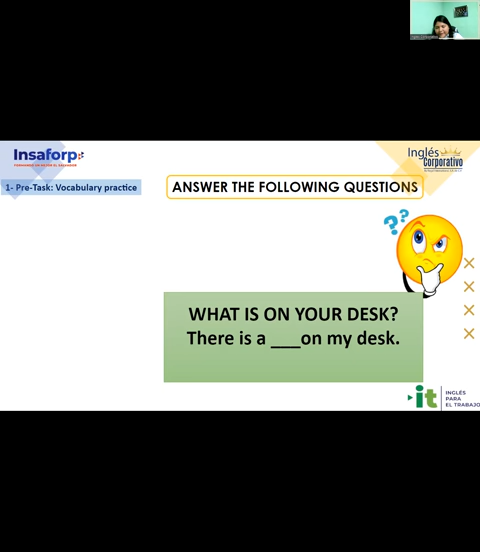 Insaforp
Inglés
Corporativo
1- Pre-Task: Vocabulary practice
ANSWER THE FOLLOWING QUESTIONS
WHAT IS ON YOUR DESK?
There is a ___on my desk.
it
INGLÉS
PARA
EL TRABAJO